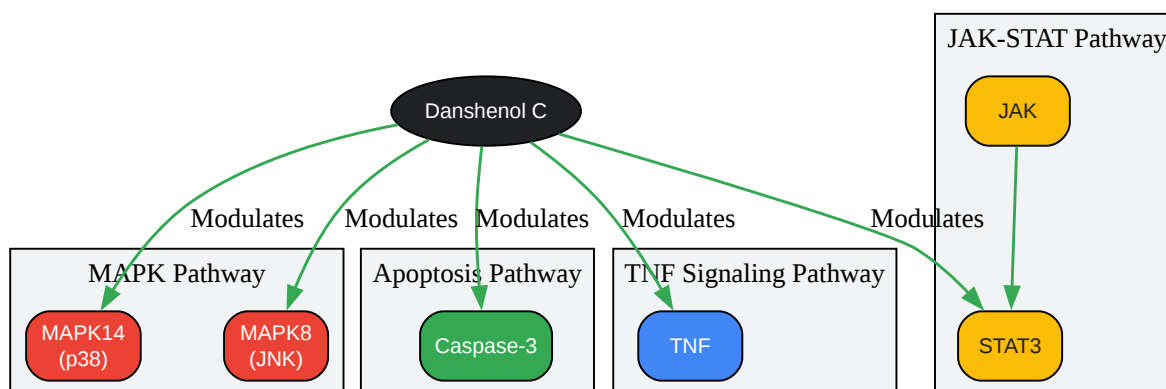 JAK-STAT Pathway
Danshenol C
JAK
Modulates
Modulates
Modulates
Modulates
Modulates
MAPK Pathway
Apoptosis Pathway
TNF Signaling Pathway
MAPK14
(p38)
MAPK8
(JNK)
Caspase-3
TNF
STAT3